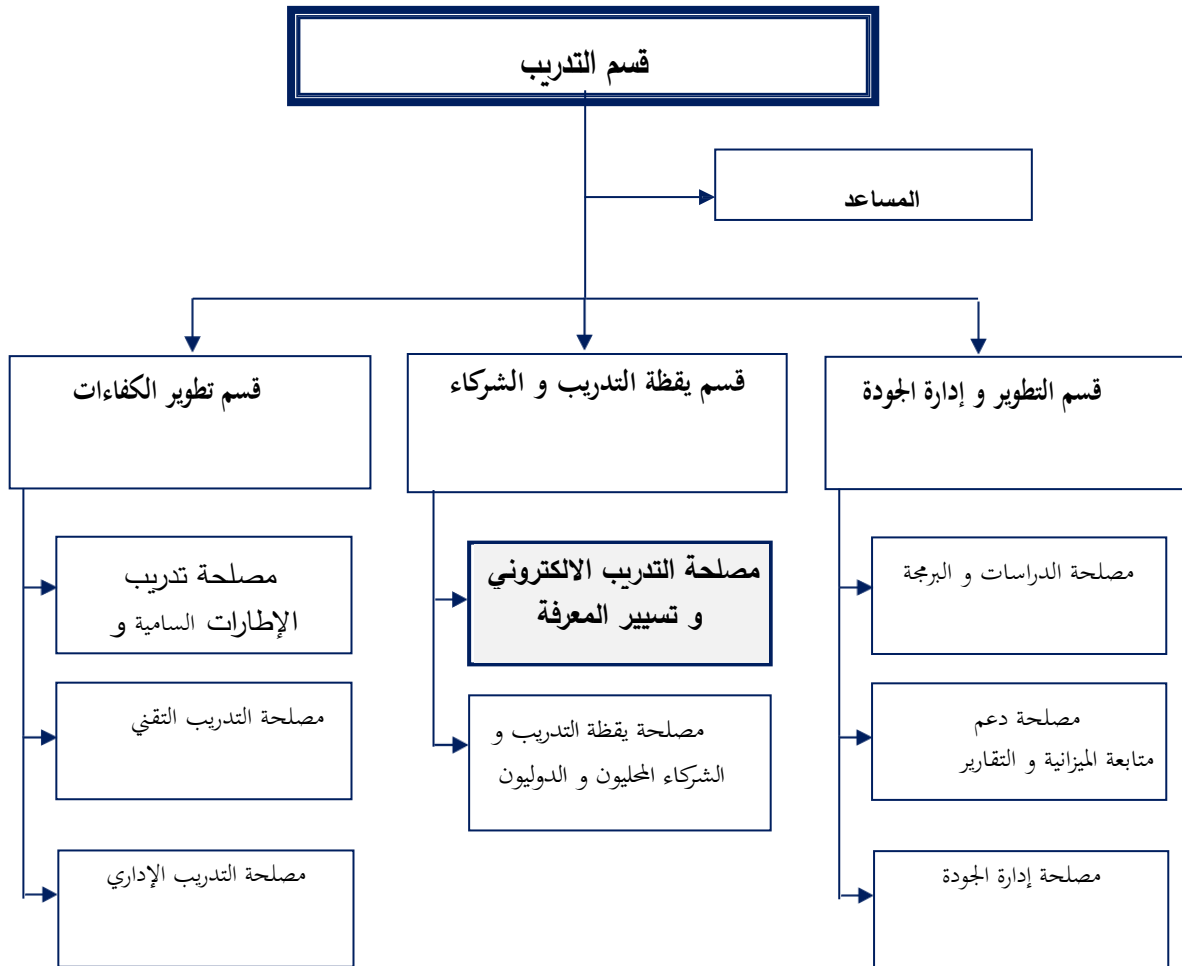 قسم التدريب
المساعد
قسم التطوير و إدارة الجودة
قسم يقظة التدريب و الشركاء
قسم تطوير الكفاءات
مصلحة الدراسات و البرمجة
مصلحة التدريب الالكتروني
و تسيير المعرفة
مصلحة تدريب
الإطارات السامية و
مصلحة دعم
متابعة الميزانية و التقارير
مصلحة يقظة التدريب و
الشركاء المحليون و الدوليون
مصلحة التدريب التقني
مصلحة إدارة الجودة
مصلحة التدريب الإداري